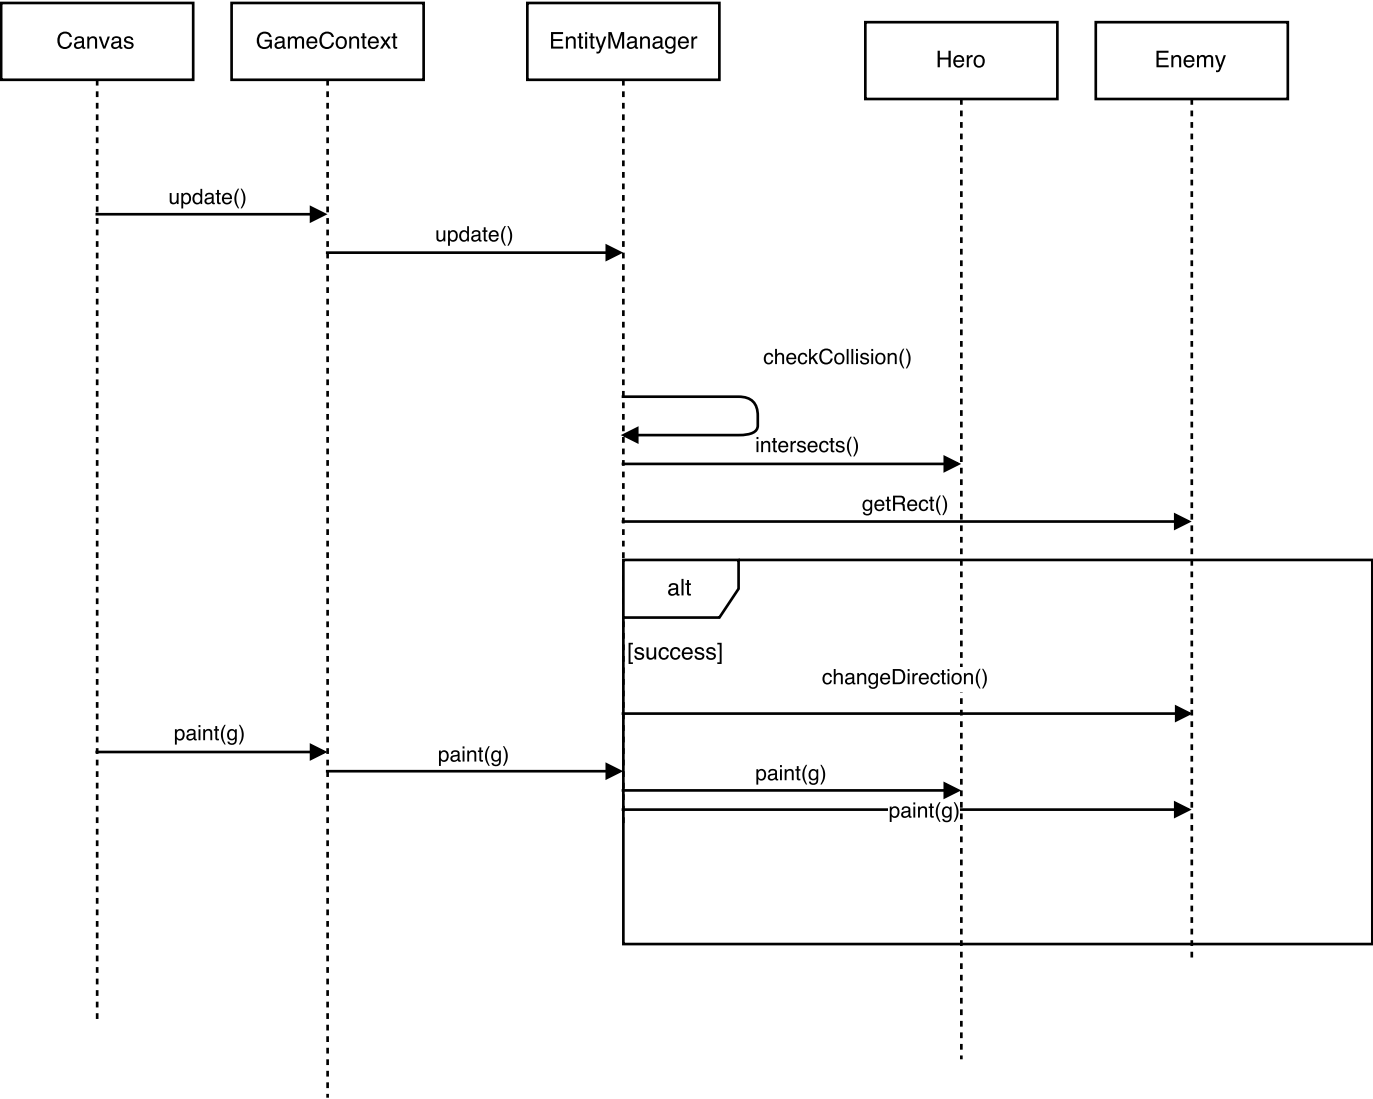 Canvas
GameContext
EntityManager
Hero
Enemy
update()
update()
checkCollision()
intersects()
getRect()
alt
[success]
changeDirection()
paint(g)
paint(g)
paint(g)
paint(g)